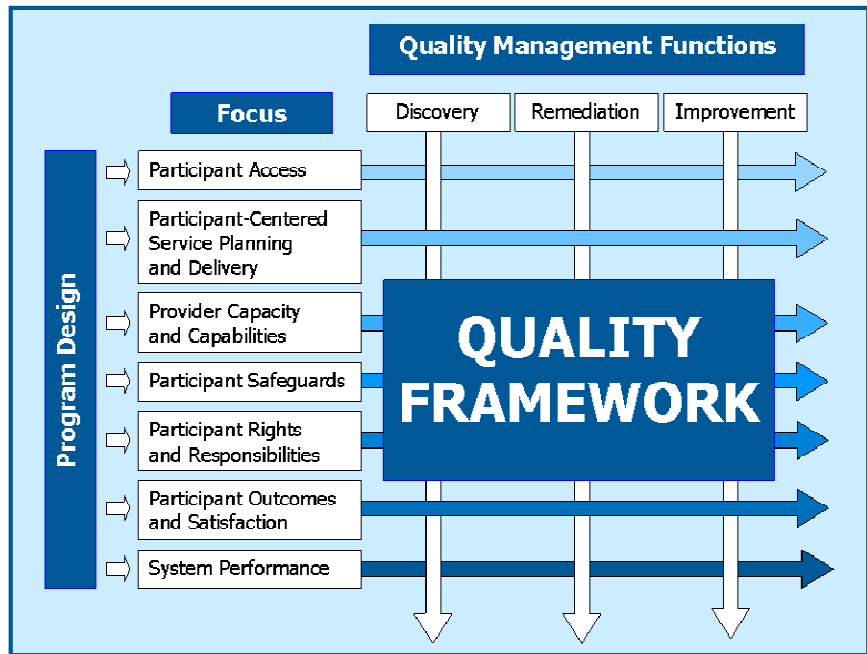 Quality Management Functions
Focus
Discovery
Remediation
Improvement
Program Design
Participant Access
Participant-Centered
Service Planning
and Delivery
Provider Capacity
and Capabilities
Participant Safeguards
Participant Rights
and Responsibilities
Participant Outcomes
and Satisfaction
System Performance
QUALITY
FRAMEWORK